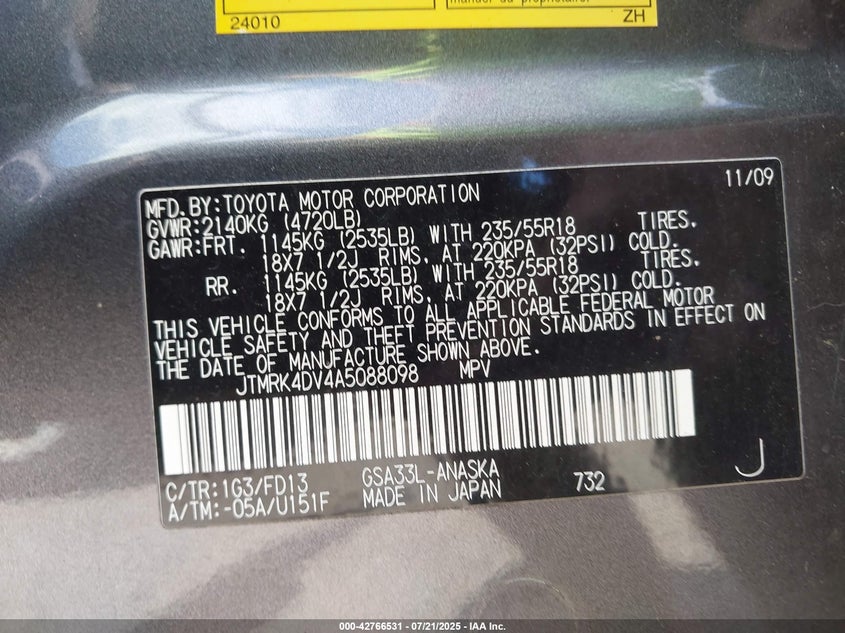 manuel du propriétaire.
24010 ZH
11/09
MFD.BY:TOYOTA MOTOR CORPORATION
GVWR:2140KG (4720LB)
GAWR:FRT. 1145KG (2535LB) WITH 235/55R18 TIRES.
18X7 1/2J RIMS, AT 220KPA (32PSI) COLD.
RR. 1145KG (2535LB) WITH 235/55R18 TIRES.
18X7 1/2J RIMS, AT 220KPA (32PSI) COLD.
THIS VEHICLE CONFORMS TO ALL APPLICABLE FEDERAL MOTOR
VEHICLE SAFETY AND THEFT PREVENTION STANDARDS IN EFFECT ON
THE DATE OF MANUFACTURE SHOWN ABOVE.
JTMRK4DV4A5088098 MPV
C/TR:1G3/FD13 GSA33L-ANASKA 732 J
A/TM:-05A/U151F MADE IN JAPAN
000-42766531 - 07/21/2025 - IAA Inc.